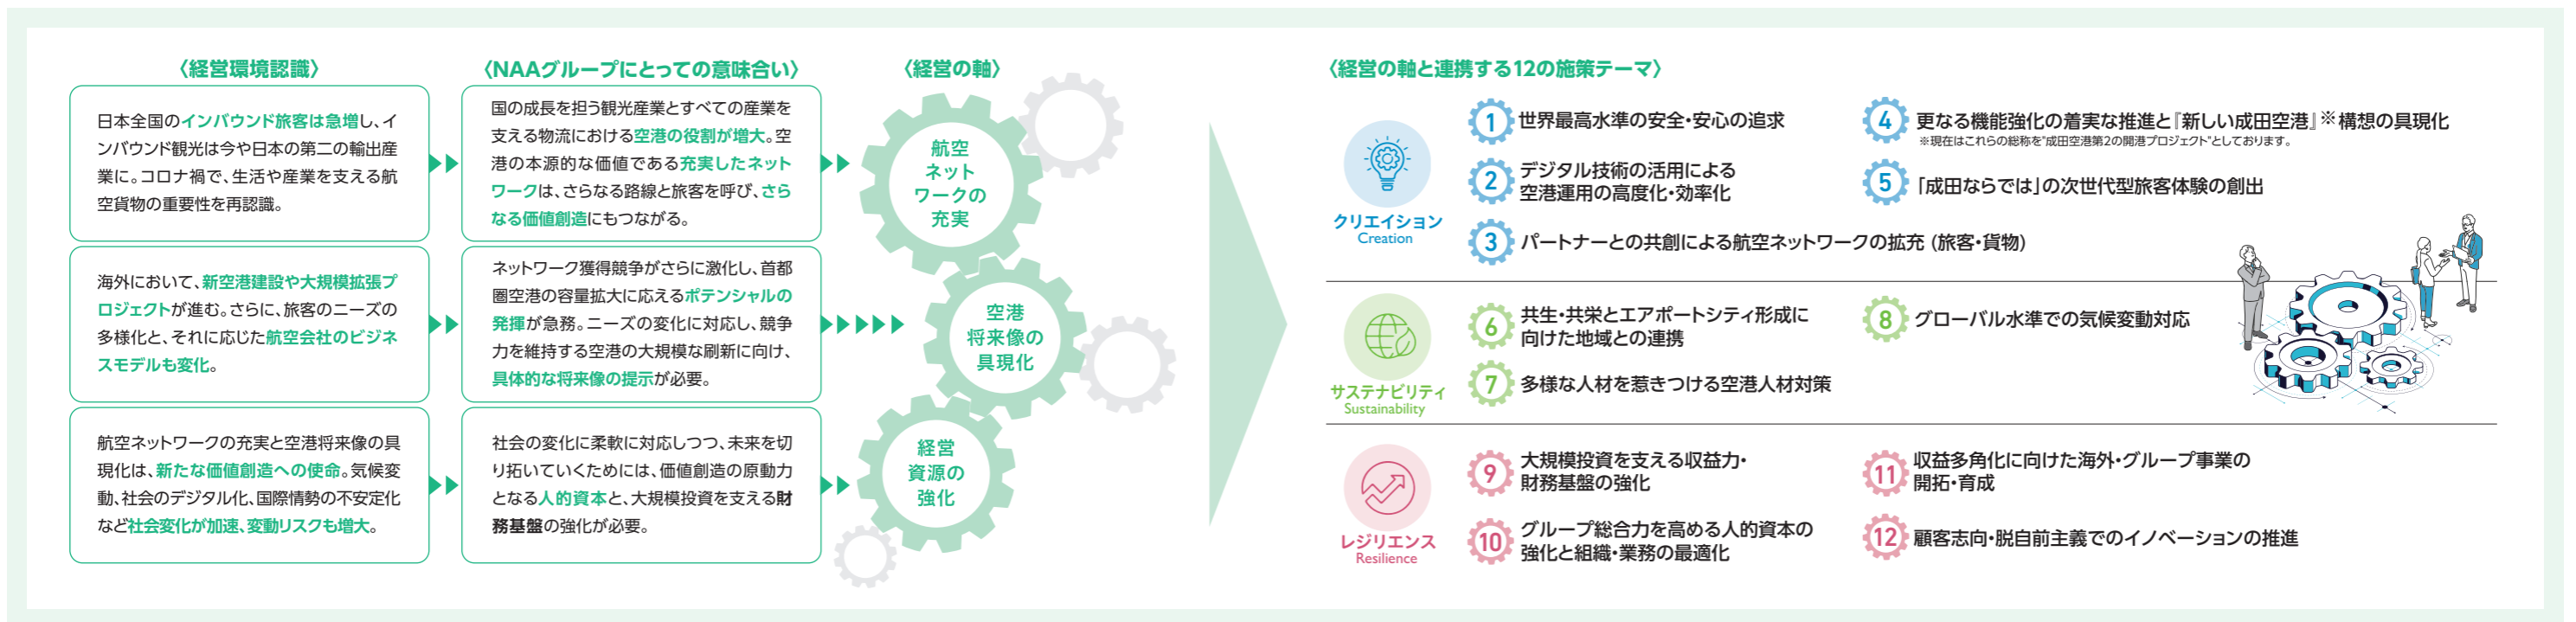 〈経営環境認識〉
日本全国のインバウンド旅客は急増し、イ
ンバウンド観光は今や日本の第二の輸出産
業に。コロナ禍で、生活や産業を支える航
空貨物の重要性を再認識。
海外において、新空港建設や大規模拡張プ
ロジェクトが進む。さらに、旅客のニーズの
多様化と、それに応じた航空会社のビジネ
スモデルも変化。
航空ネットワークの充実と空港将来像の具
現化は、新たな価値創造への使命。気候変
動、社会のデジタル化、国際情勢の不安定化
など社会変化が加速、変動リスクも増大。
〈NAAグループにとっての意味合い〉
国の成長を担う観光産業とすべての産業を
支える物流における空港の役割が増大。空
港の本源的な価値である充実したネット
ワークは、さらなる路線と旅客を呼び、さら
なる価値創造にもつながる。
ネットワーク獲得競争がさらに激化し、首都
圏空港の容量拡大に応えるポテンシャルの
発揮が急務。ニーズの変化に対応し、競争
力を維持する空港の大規模な刷新に向け、
具体的な将来像の提示が必要。
社会の変化に柔軟に対応しつつ、未来を切
り拓いていくためには、価値創造の原動力
となる人的資本と、大規模投資を支える財
務基盤の強化が必要。
〈経営の軸〉
航空
ネット
ワークの
充実
空港
将来像の
具現化
経営
資源の
強化
〈経営の軸と連携する12の施策テーマ〉
クリエイション
Creation
1 世界最高水準の安全・安心の追求
2 デジタル技術の活用による
空港運用の高度化・効率化
3 パートナーとの共創による航空ネットワークの拡充 (旅客・貨物)
4 更なる機能強化の着実な推進と『新しい成田空港』※構想の具現化
※現在はこれらの総称を"成田空港第2の開港プロジェクト"としております。
5 「成田ならでは」の次世代型旅客体験の創出
サステナビリティ
Sustainability
6 共生・共栄とエアポートシティ形成に
向けた地域との連携
7 多様な人材を惹きつける空港人材対策
8 グローバル水準での気候変動対応
レジリエンス
Resilience
9 大規模投資を支える収益力・
財務基盤の強化
10 グループ総合力を高める人的資本の
強化と組織・業務の最適化
11 収益多角化に向けた海外・グループ事業の
開拓・育成
12 顧客志向・脱自前主義でのイノベーションの推進